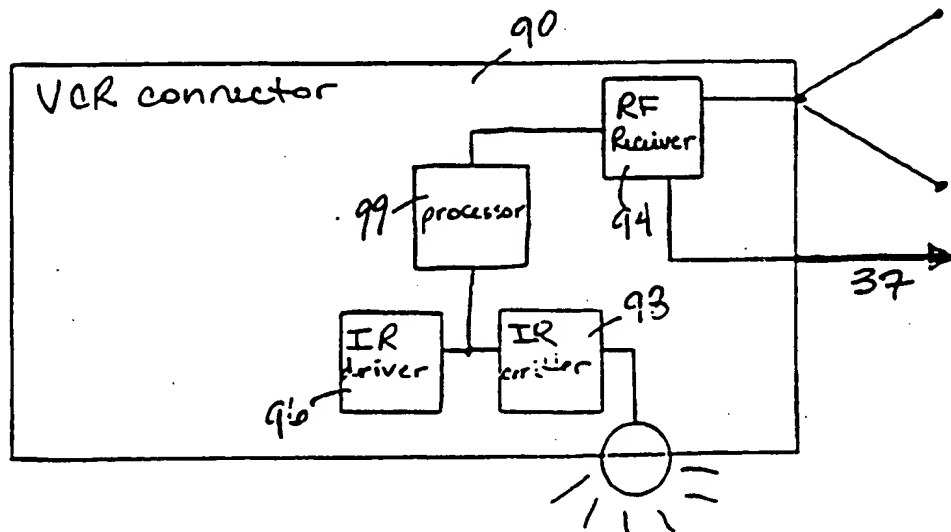 90
VCR connector
RF
Receiver
94
99
processor
37
93
IR
driver
96
IR
emitter